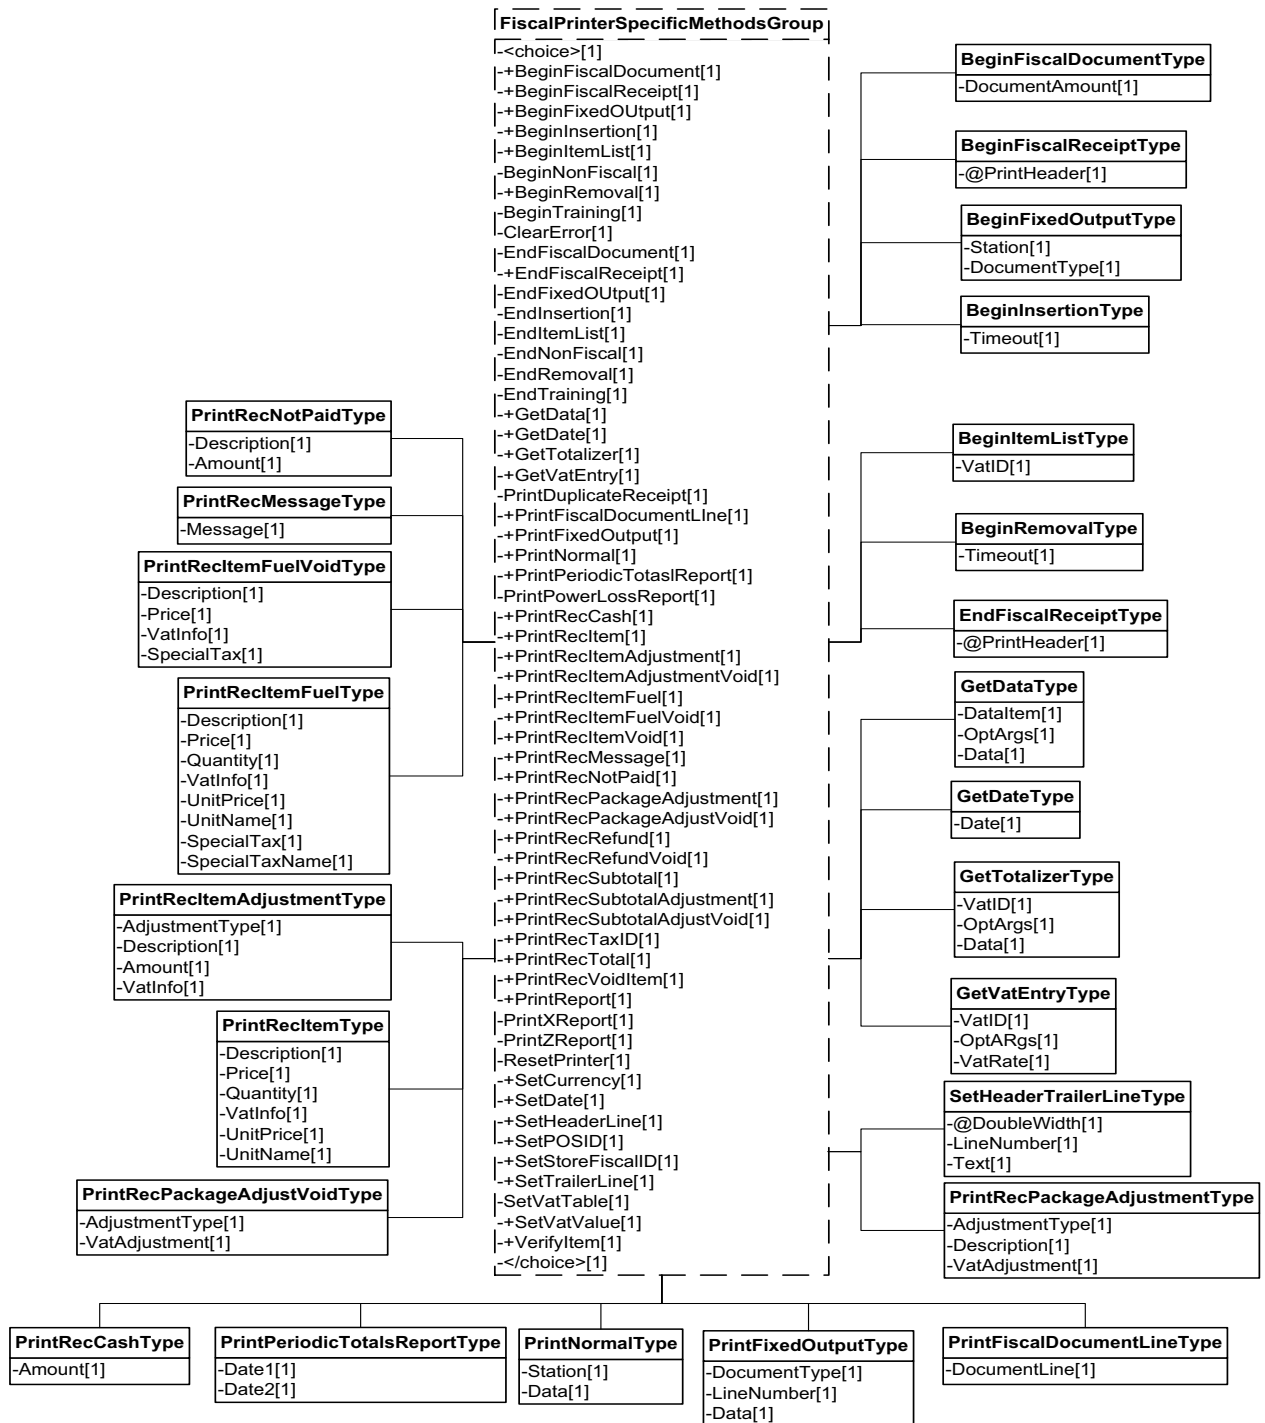 FiscalPrinterSpecificMethodsGroup
-<choice>[1]
-+BeginFiscalDocument[1]
-+BeginFiscalReceipt[1]
-+BeginFixedOUtput[1]
-+BeginInsertion[1]
-+BeginItemList[1]
-BeginNonFiscal[1]
-+BeginRemoval[1]
-BeginTraining[1]
-ClearError[1]
-EndFiscalDocument[1]
-+EndFiscalReceipt[1]
-EndFixedOUtput[1]
-EndInsertion[1]
-EndItemList[1]
-EndNonFiscal[1]
-EndRemoval[1]
-EndTraining[1]
-+GetData[1]
-+GetDate[1]
-+GetTotalizer[1]
-+GetVatEntry[1]
-PrintDuplicateReceipt[1]
-+PrintFiscalDocumentLIne[1]
-+PrintFixedOutput[1]
-+PrintNormal[1]
-+PrintPeriodicTotaslReport[1]
-PrintPowerLossReport[1]
-+PrintRecCash[1]
-+PrintRecItem[1]
-+PrintRecItemAdjustment[1]
-+PrintRecItemAdjustmentVoid[1]
-+PrintRecItemFuel[1]
-+PrintRecItemFuelVoid[1]
-+PrintRecItemVoid[1]
-+PrintRecMessage[1]
-+PrintRecNotPaid[1]
-+PrintRecPackageAdjustment[1]
-+PrintRecPackageAdjustVoid[1]
-+PrintRecRefund[1]
-+PrintRecRefundVoid[1]
-+PrintRecSubtotal[1]
-+PrintRecSubtotalAdjustment[1]
-+PrintRecSubtotalAdjustVoid[1]
-+PrintRecTaxID[1]
-+PrintRecTotal[1]
-+PrintRecVoidItem[1]
-+PrintReport[1]
-PrintXReport[1]
-PrintZReport[1]
-ResetPrinter[1]
-+SetCurrency[1]
-+SetDate[1]
-+SetHeaderLine[1]
-+SetPOSID[1]
-+SetStoreFiscalID[1]
-+SetTrailerLine[1]
-SetVatTable[1]
-+SetVatValue[1]
-+VerifyItem[1]
-</choice>[1]
PrintRecNotPaidType
-Description[1]
-Amount[1]
PrintRecMessageType
-Message[1]
PrintRecItemFuelVoidType
-Description[1]
-Price[1]
-VatInfo[1]
-SpecialTax[1]
PrintRecItemFuelType
-Description[1]
-Price[1]
-Quantity[1]
-VatInfo[1]
-UnitPrice[1]
-UnitName[1]
-SpecialTax[1]
-SpecialTaxName[1]
PrintRecItemAdjustmentType
-AdjustmentType[1]
-Description[1]
-Amount[1]
-VatInfo[1]
PrintRecItemType
-Description[1]
-Price[1]
-Quantity[1]
-VatInfo[1]
-UnitPrice[1]
-UnitName[1]
PrintRecPackageAdjustVoidType
-AdjustmentType[1]
-VatAdjustment[1]
BeginFiscalDocumentType
-DocumentAmount[1]
BeginFiscalReceiptType
-@PrintHeader[1]
BeginFixedOutputType
-Station[1]
-DocumentType[1]
BeginInsertionType
-Timeout[1]
BeginItemListType
-VatID[1]
BeginRemovalType
-Timeout[1]
EndFiscalReceiptType
-@PrintHeader[1]
GetDataType
-DataItem[1]
-OptArgs[1]
-Data[1]
GetDateType
-Date[1]
GetTotalizerType
-VatID[1]
-OptArgs[1]
-Data[1]
GetVatEntryType
-VatID[1]
-OptARgs[1]
-VatRate[1]
SetHeaderTrailerLineType
-@DoubleWidth[1]
-LineNumber[1]
-Text[1]
PrintRecPackageAdjustmentType
-AdjustmentType[1]
-Description[1]
-VatAdjustment[1]
PrintRecCashType
-Amount[1]
PrintPeriodicTotalsReportType
-Date1[1]
-Date2[1]
PrintNormalType
-Station[1]
-Data[1]
PrintFixedOutputType
-DocumentType[1]
-LineNumber[1]
-Data[1]
PrintFiscalDocumentLineType
-DocumentLine[1]